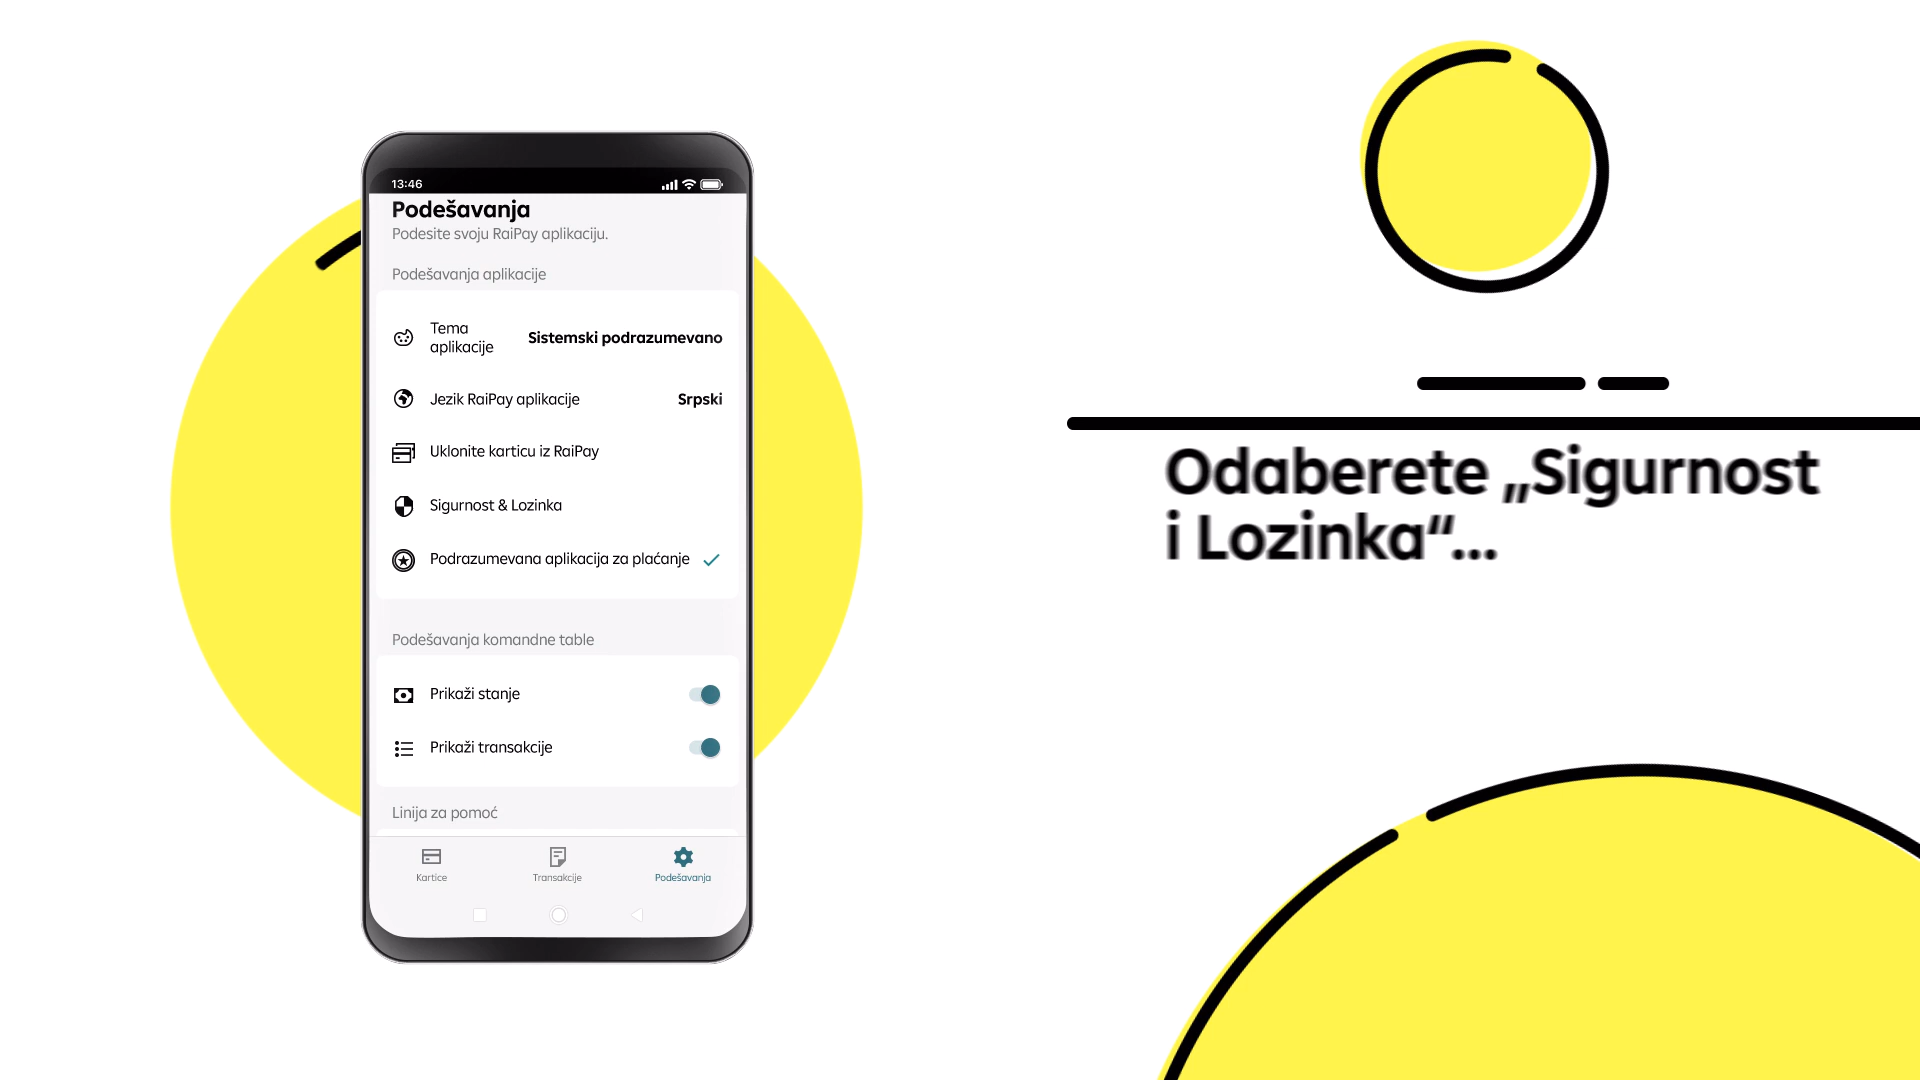 13:46
Podešavanja
Podesite svoju RaiPay aplikaciju.
Podešavanja aplikacije
Tema
aplikacije
Sistemski podrazumevano
Jezik RaiPay aplikacije
Srpski
Uklonite karticu iz RaiPay
Sigurnost & Lozinka
Podrazumevana aplikacija za plaćanje
Podešavanja komandne table
Prikaži stanje
Prikaži transakcije
Linija za pomoć
Kartice
Transakcije
Podešavanja
Odaberete „Sigurnost
i Lozinka“...